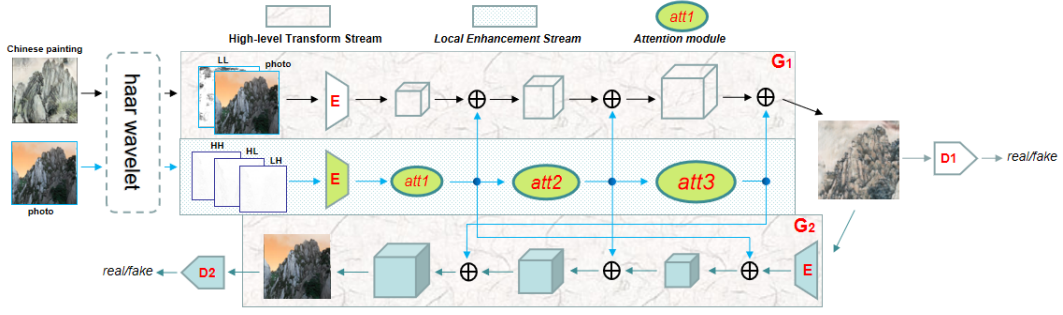 att1
High-level Transform Stream
Local Enhancement Stream
Attention module
Chinese painting
haar wavelet
photo
LL
photo
E
G1
HH
HL
LH
E
att1
att2
att3
D1
real/fake
G2
real/fake
D2
E